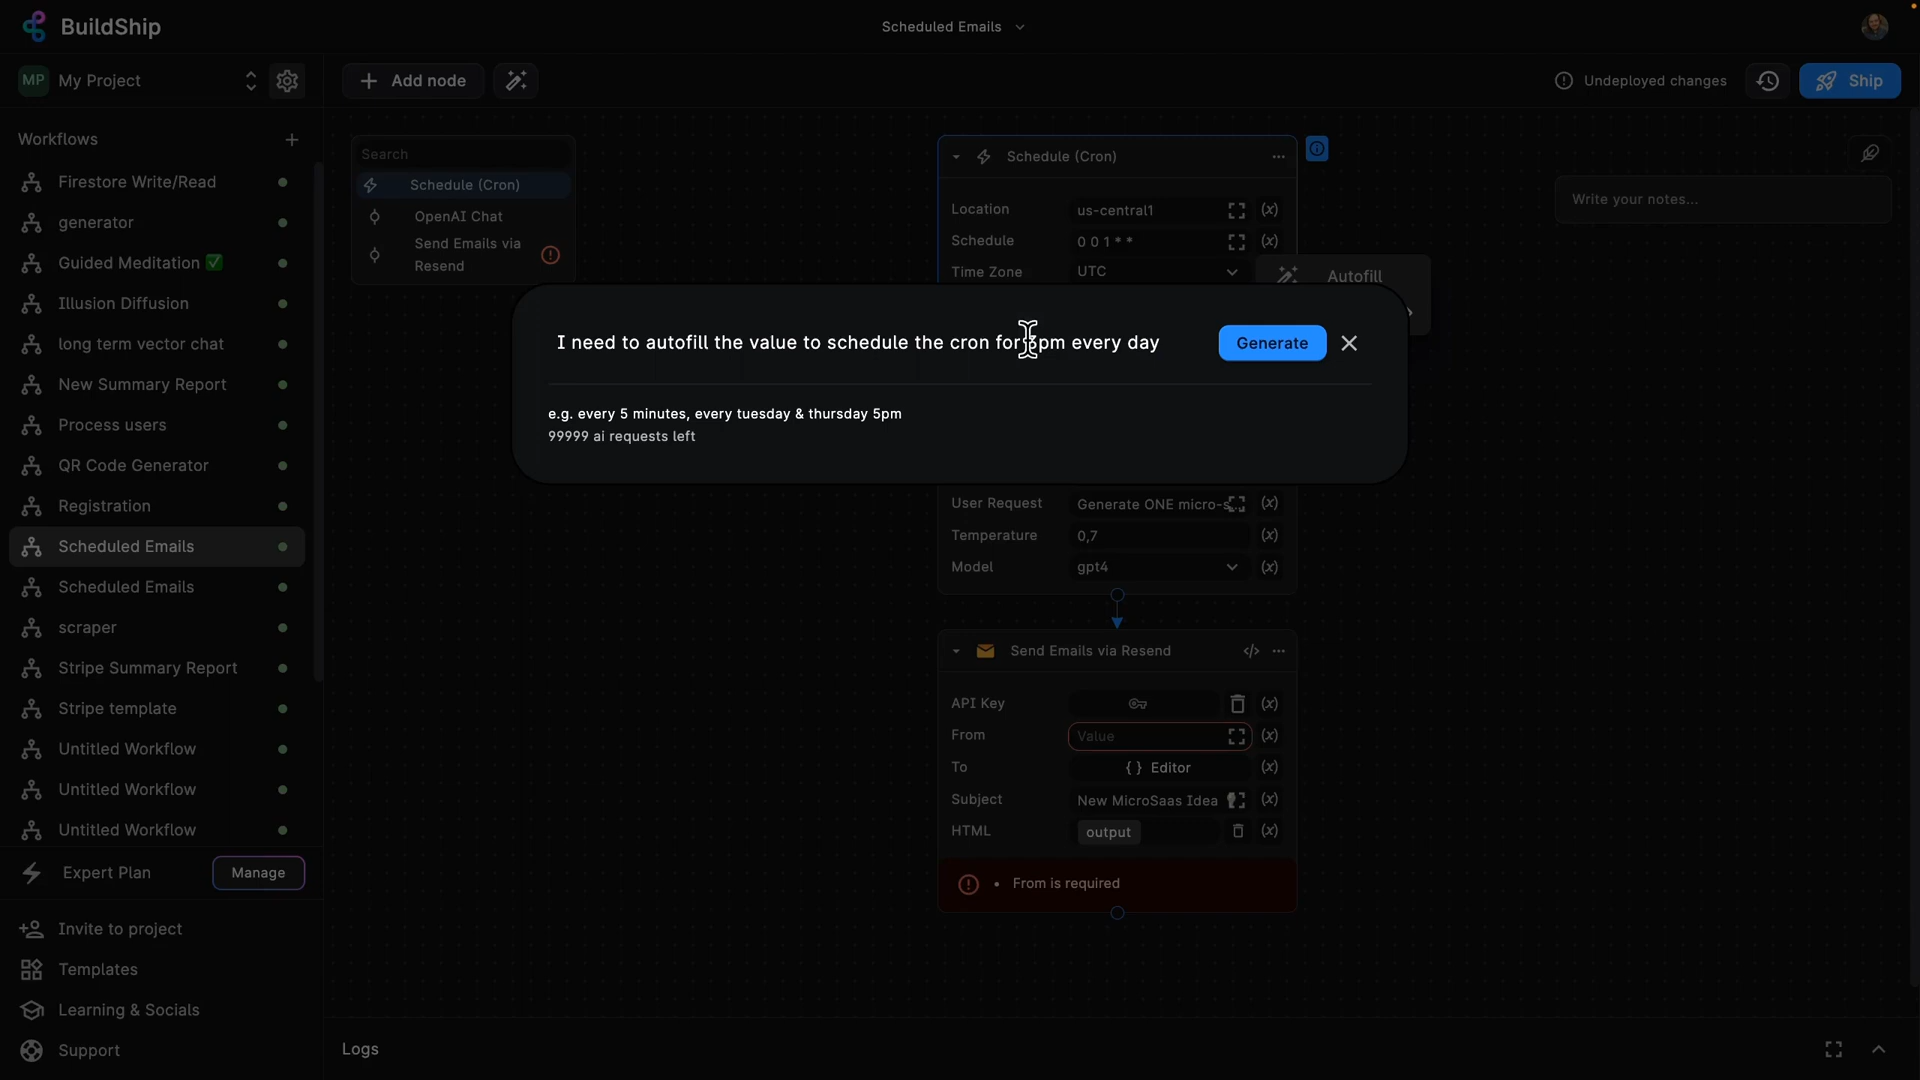 BuildShip
Scheduled Emails
MP My Project
Add node
Undeployed changes
Ship
Workflows
Firestore Write/Read
generator
Guided Meditation ✅
Illusion Diffusion
long term vector chat
New Summary Report
Process users
QR Code Generator
Registration
Scheduled Emails
Scheduled Emails
scraper
Stripe Summary Report
Stripe template
Untitled Workflow
Untitled Workflow
Untitled Workflow
Expert Plan
Manage
Invite to project
Templates
Learning & Socials
Support
Search
Schedule (Cron)
OpenAI Chat
Send Emails via
Resend
Schedule (Cron)
Location us-central1 (x)
Schedule 0 0 1 * * (x)
Time Zone UTC
Autofill
Write your notes...
I need to autofill the value to schedule the cron for pm every day
Generate
e.g. every 5 minutes, every tuesday & thursday 5pm
99999 ai requests left
User Request Generate ONE micro-s (x)
Temperature 0,7 (x)
Model gpt4 (x)
Send Emails via Resend </>
API Key (x)
From Value (x)
To { } Editor (x)
Subject New MicroSaas Idea (x)
HTML output (x)
• From is required
Logs